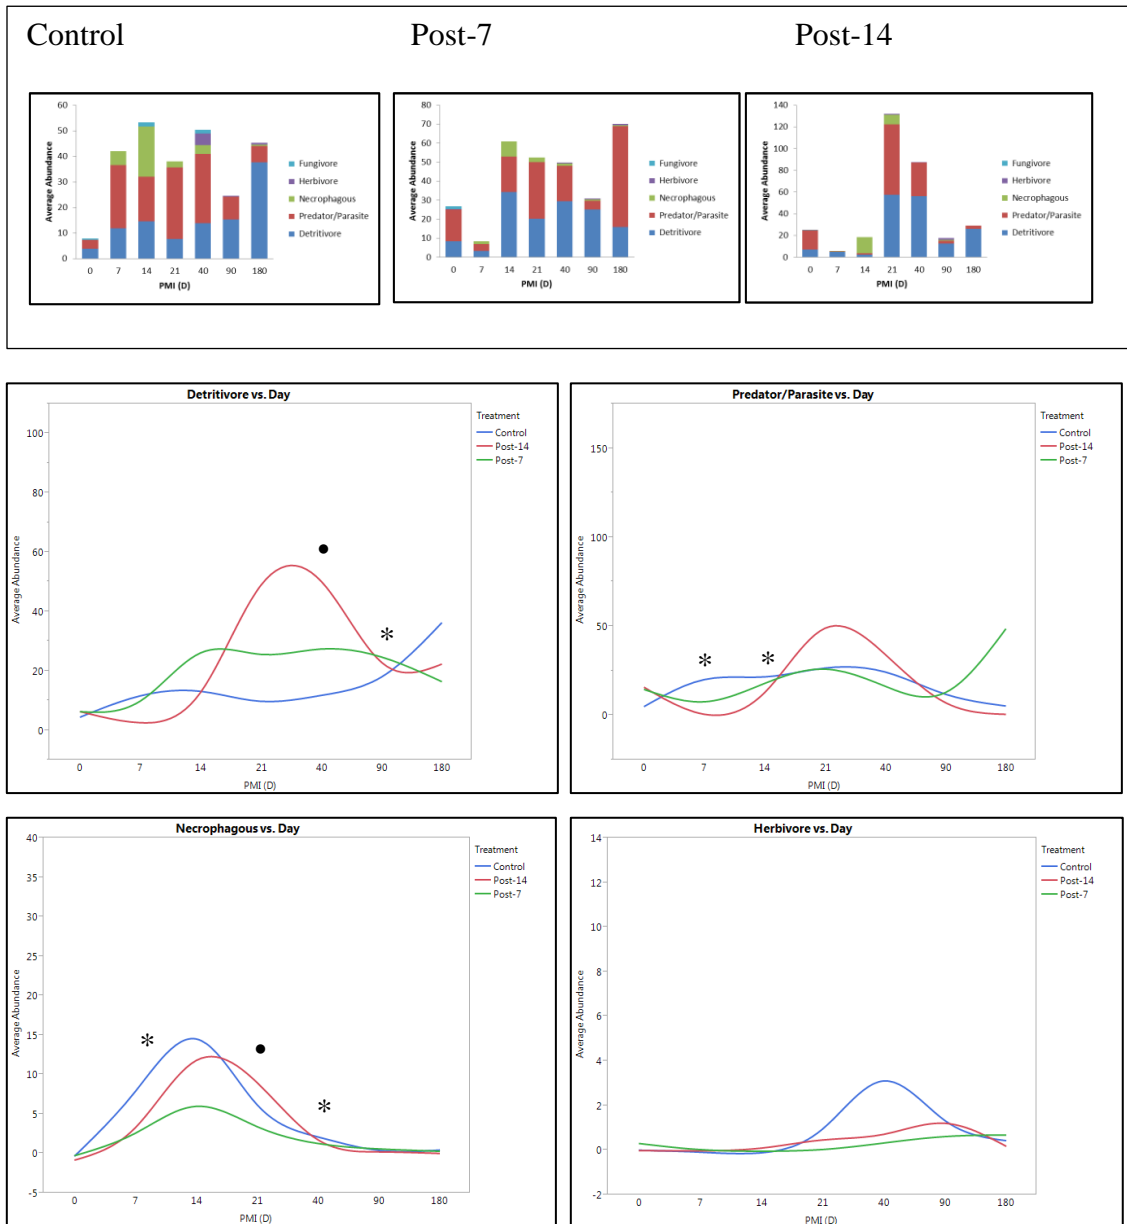 Control Post-7 Post-14
60
50
40
30
20
10
0
Average Abundance
0 7 14 21 40 90 180
PMI (D)
Fungivore
Herbivore
Necrophagous
Predator/Parasite
Detritivore
80
70
60
50
40
30
20
10
0
Average Abundance
0 7 14 21 40 90 180
PMI (D)
Fungivore
Herbivore
Necrophagous
Predator/Parasite
Detritivore
140
120
100
80
60
40
20
0
Average Abundance
0 7 14 21 40 90 180
PMI (D)
Fungivore
Herbivore
Necrophagous
Predator/Parasite
Detritivore
Detritivore vs. Day
100
80
60
40
20
0
Average Abundance
0 7 14 21 40 90 180
PMI (D)
Treatment
Control
Post-14
Post-7
●
*
Predator/Parasite vs. Day
150
100
50
0
Average Abundance
0 7 14 21 40 90 180
PMI (D)
Treatment
Control
Post-14
Post-7
* *
Necrophagous vs. Day
40
35
30
25
20
15
10
5
0
-5
Average Abundance
0 7 14 21 40 90 180
PMI (D)
Treatment
Control
Post-14
Post-7
* ●
*
Herbivore vs. Day
14
12
10
8
6
4
2
0
-2
Average Abundance
0 7 14 21 40 90 180
PMI (D)
Treatment
Control
Post-14
Post-7